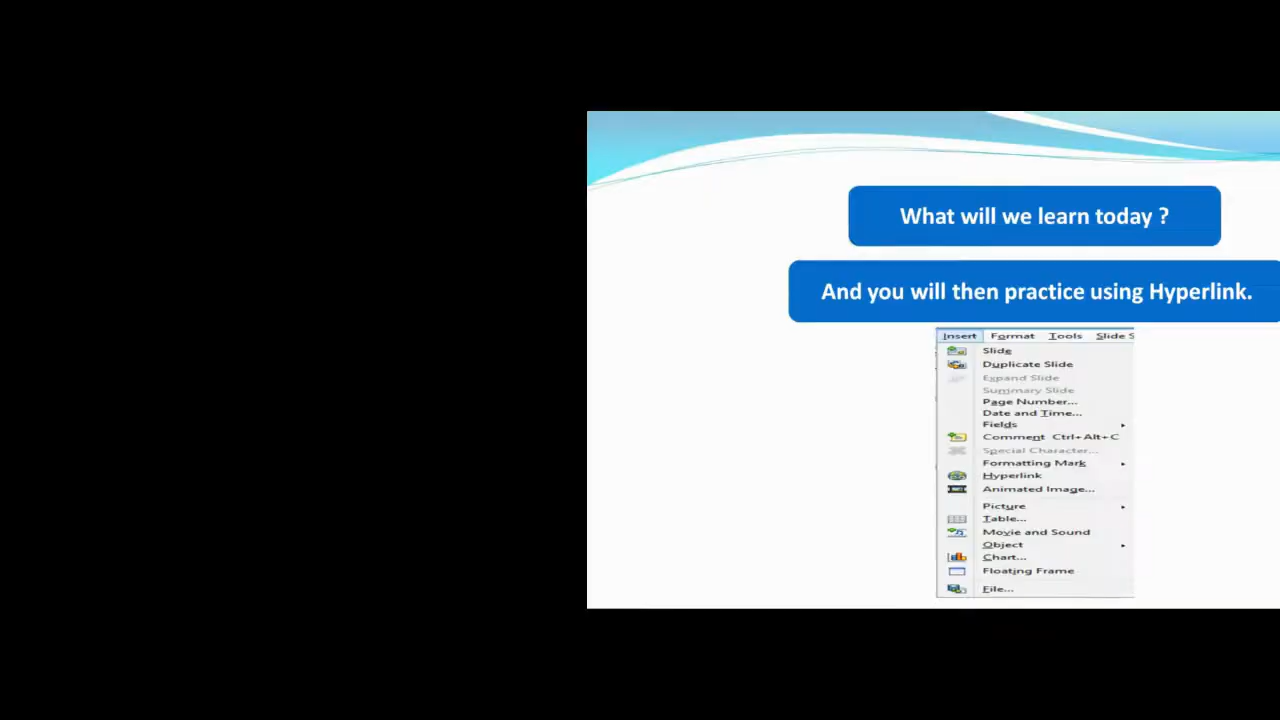 What will we learn today ?
And you will then practice using Hyperlink.
Insert Format Tools Slide S
Slide
Duplicate Slide
Expand Slide
Summary Slide
Page Number...
Date and Time...
Fields
Comment Ctrl+Alt+C
Special Character...
Formatting Mark
Hyperlink
Animated Image...
Picture
Table...
Movie and Sound
Object
Chart...
Floating Frame
File...